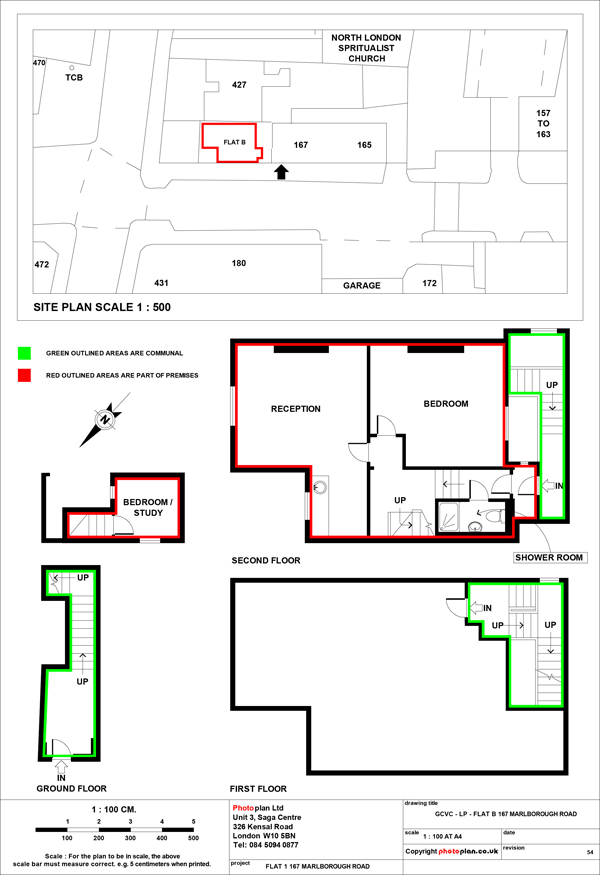 NORTH LONDON
SPRITUALIST
CHURCH
470
TCB
427
157
TO
163
FLAT B
167
165
472
431
180
GARAGE
172
SITE PLAN SCALE 1 : 500
GREEN OUTLINED AREAS ARE COMMUNAL
RED OUTLINED AREAS ARE PART OF PREMISES
N
RECEPTION
BEDROOM
UP
IN
UP
BEDROOM /
STUDY
SECOND FLOOR
SHOWER ROOM
UP
UP
IN
GROUND FLOOR
IN
UP
UP
FIRST FLOOR
1 : 100 CM.
1 2 3 4 5
100 200 300 400 500
Scale : For the plan to be in scale, the above
scale bar must measure correct. e.g. 5 centimeters when printed.
Photoplan Ltd
Unit 3, Saga Centre
326 Kensal Road
London W10 5BN
Tel: 084 5094 0877
project FLAT 1 167 MARLBOROUGH ROAD
drawing title
GCVC - LP - FLAT B 167 MARLBOROUGH ROAD
scale 1 : 100 AT A4
date
Copyright photoplan.co.uk
revision 54